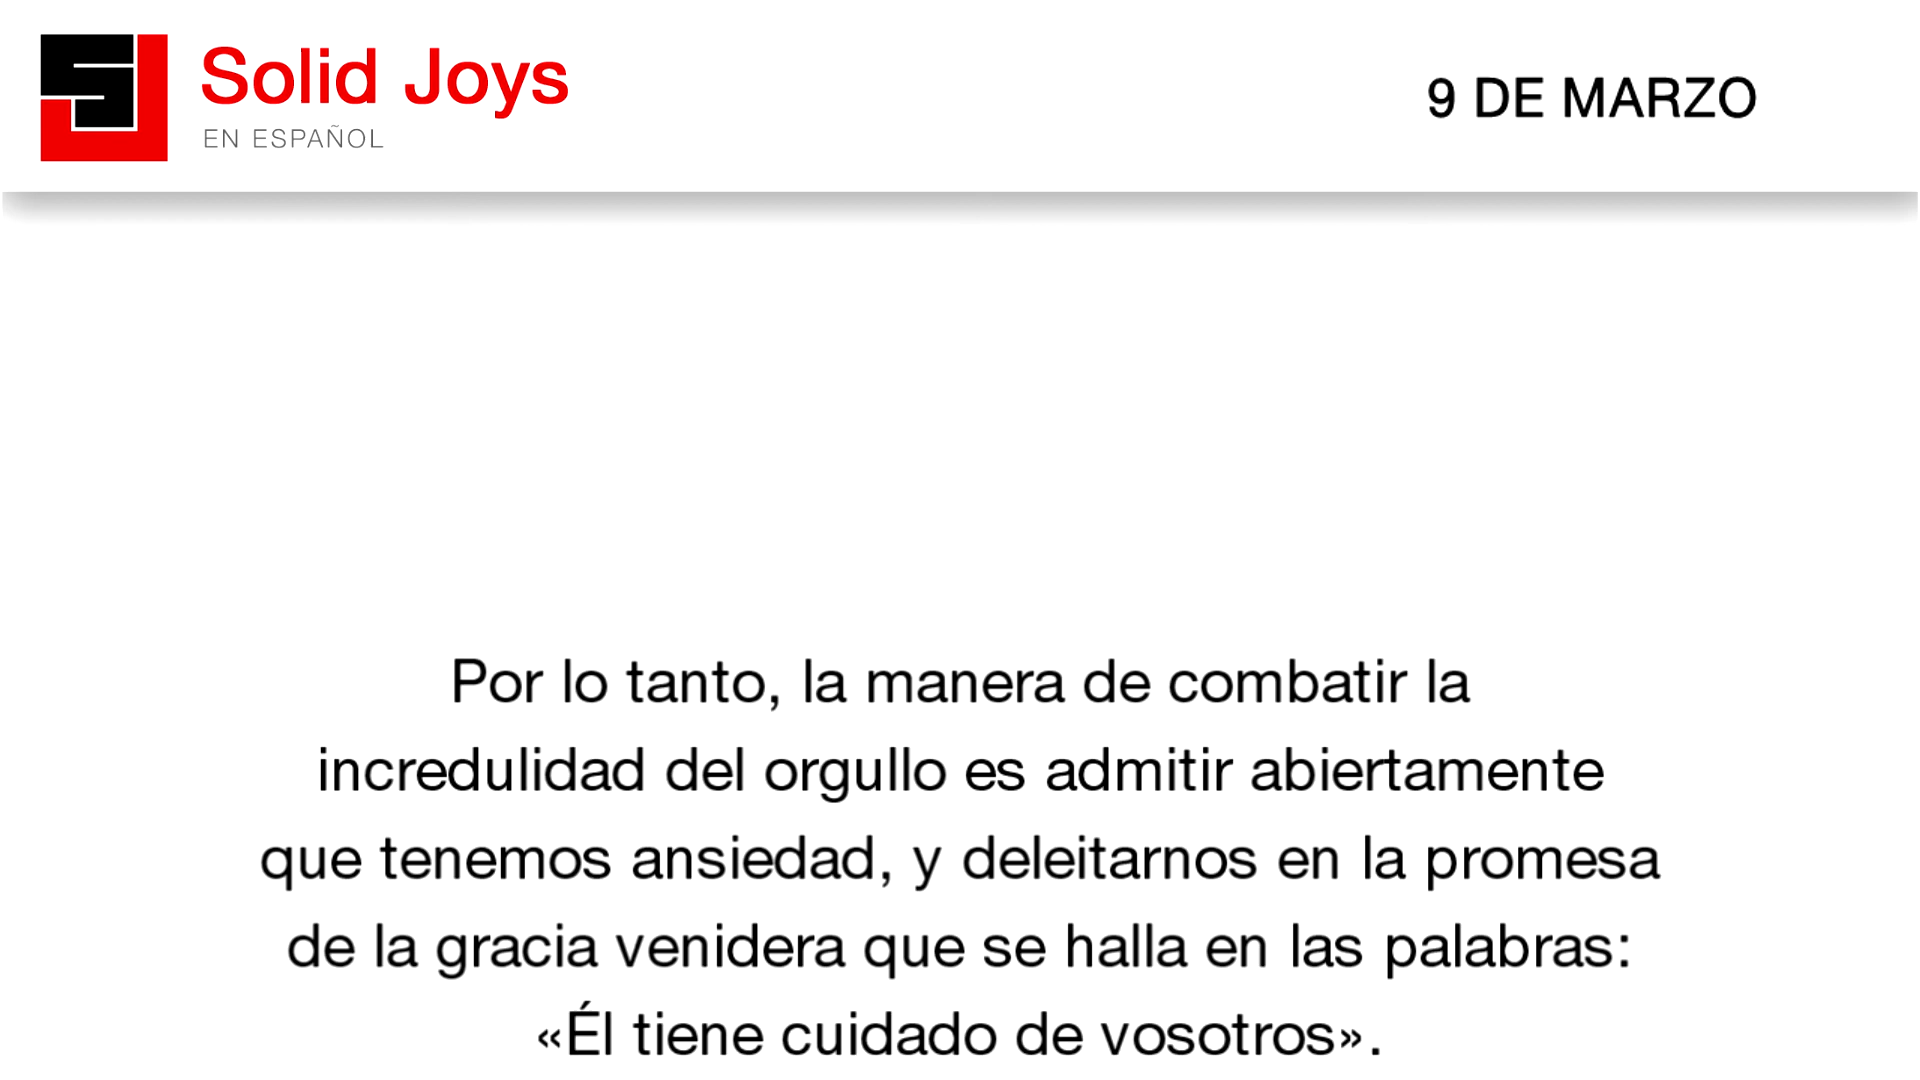 Solid Joys
EN ESPAÑOL
9 DE MARZO
Por lo tanto, la manera de combatir la
incredulidad del orgullo es admitir abiertamente
que tenemos ansiedad, y deleitarnos en la promesa
de la gracia venidera que se halla en las palabras:
«Él tiene cuidado de vosotros».